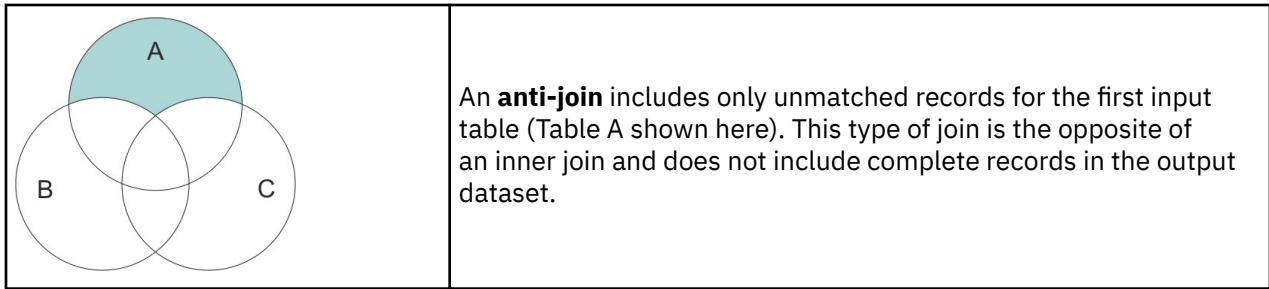 A
B
C
An anti-join includes only unmatched records for the first input
table (Table A shown here). This type of join is the opposite of
an inner join and does not include complete records in the output
dataset.